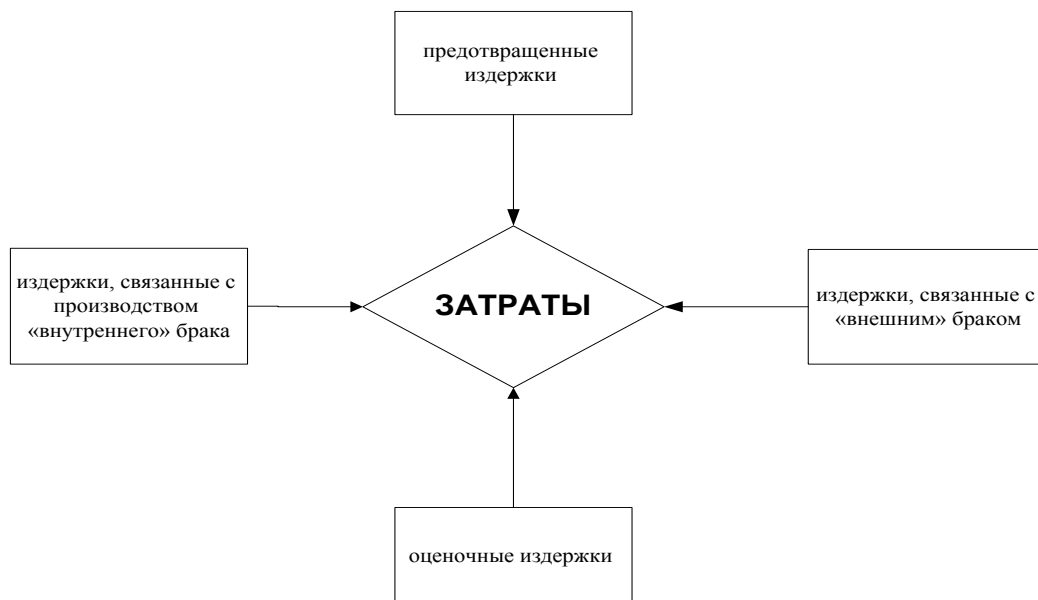 предотвращенные
издержки
издержки, связанные с
производством
«внутреннего» брака
ЗАТРАТЫ
издержки, связанные с
«внешним» браком
оценочные издержки